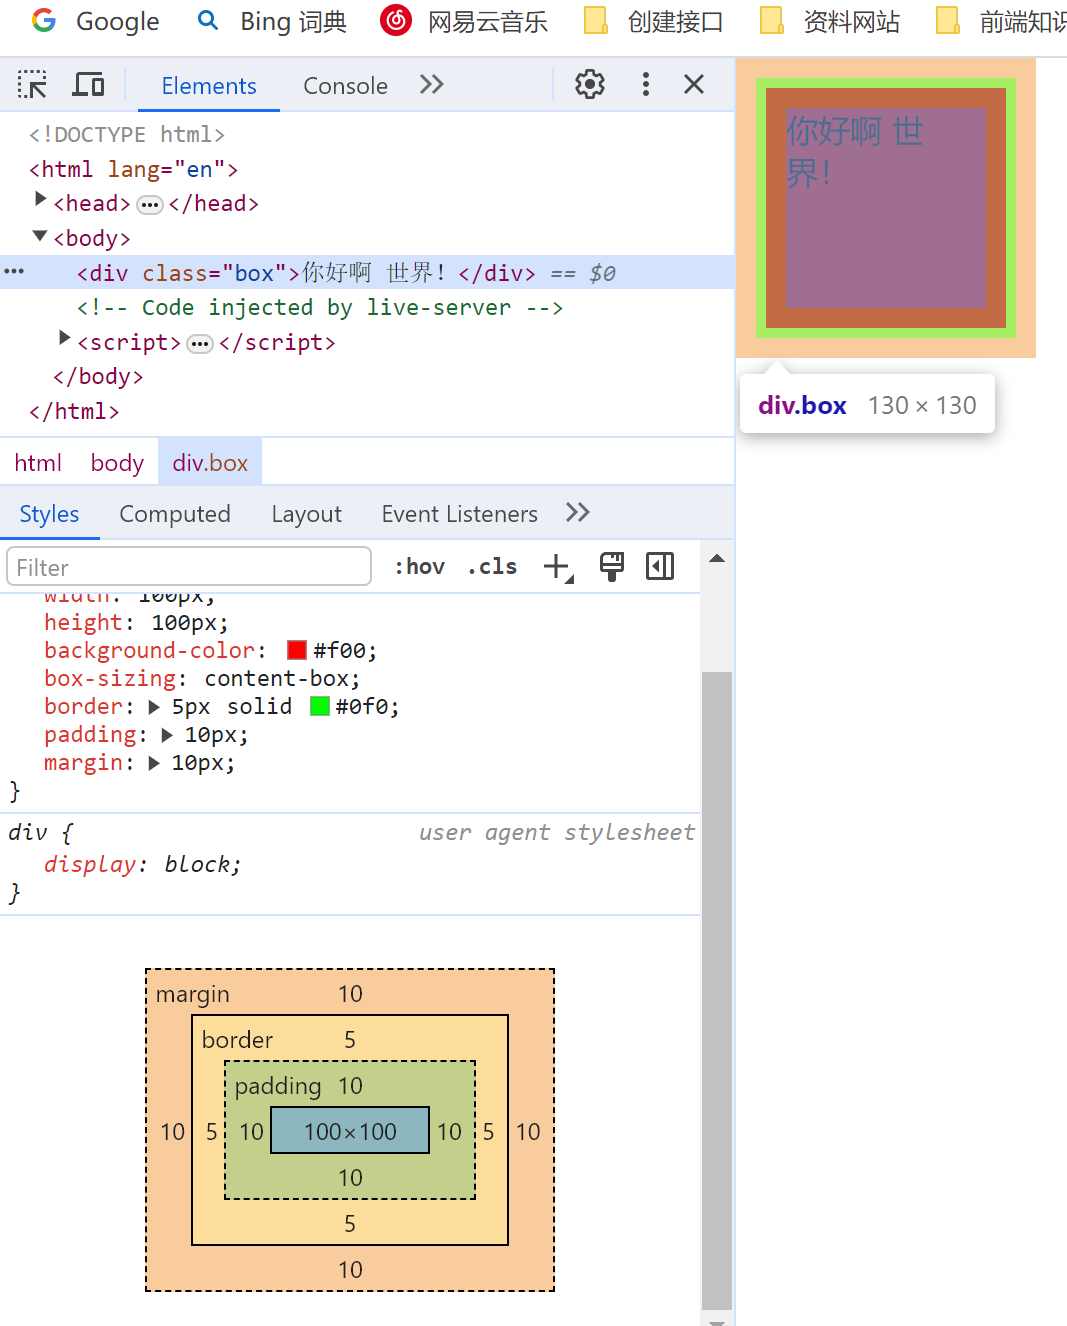 Google Bing 词典 网易云音乐 创建接口 资料网站 前端知识
Elements Console
<!DOCTYPE html>
<html lang="en">
<head> ••• </head>
<body>
••• <div class="box">你好啊 世界! </div> == $0
<!-- Code injected by live-server -->
<script> ••• </script>
</body>
</html>
html body div.box
Styles Computed Layout Event Listeners
Filter :hov .cls
width: 100px;
height: 100px;
background-color: #f00;
box-sizing: content-box;
border: 5px solid #0f0;
padding: 10px;
margin: 10px;
}
div { user agent stylesheet
display: block;
}
margin 10
border 5
padding 10
10 5 10 100×100 10 5 10
10
5
10
你好啊 世
界!
div.box 130 × 130